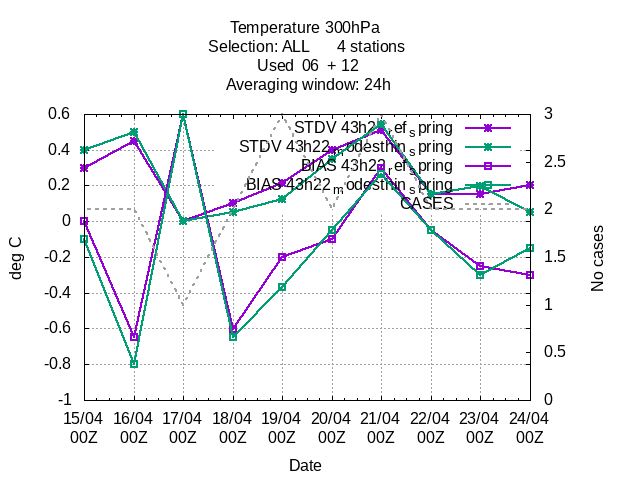 Temperature 300hPa
Selection: ALL 4 stations
Used 06 + 12
Averaging window: 24h
0.6
0.4
0.2
0
-0.2
-0.4
-0.6
-0.8
-1
deg C
STDV 43h22_refspring
STDV 43h22modesthinspring
BIAS 43h22refspring
BIAS 43h22modesthinspring
CASES
3
2.5
2
1.5
1
0.5
0
No cases
15/04 16/04 17/04 18/04 19/04 20/04 21/04 22/04 23/04 24/04
00Z 00Z 00Z 00Z 00Z 00Z 00Z 00Z 00Z 00Z
Date